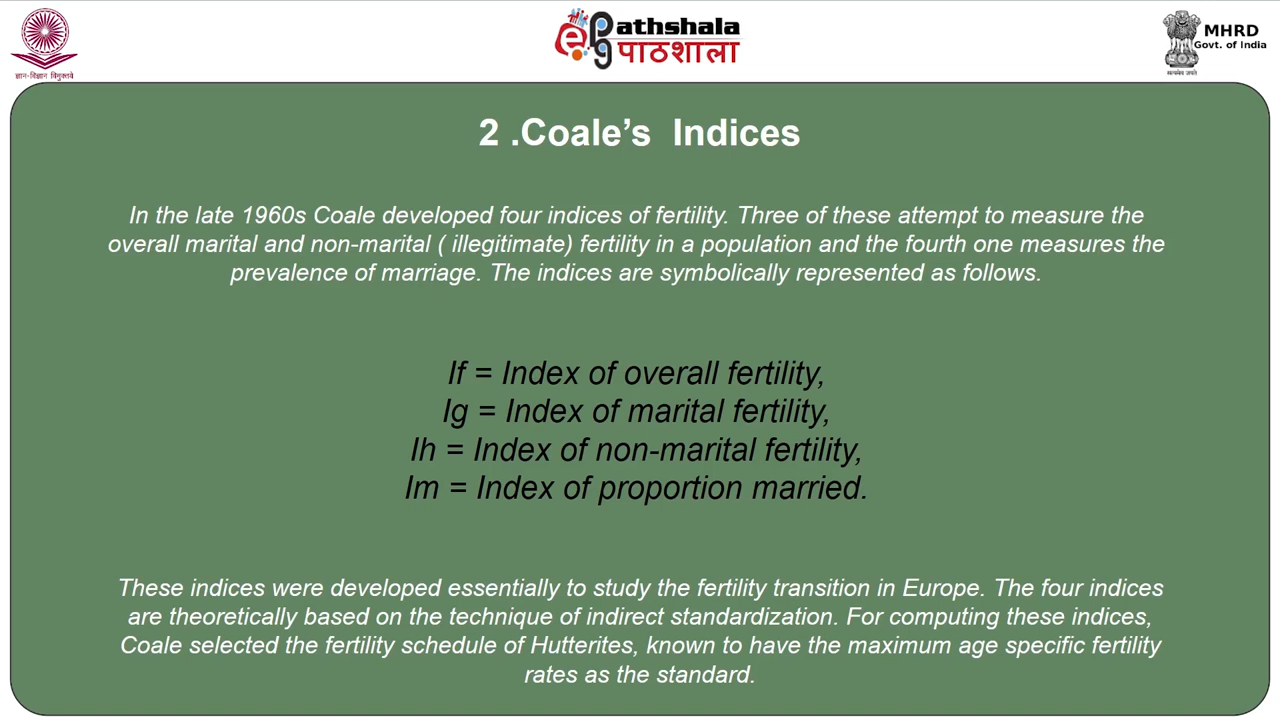 ज्ञान-विज्ञान विमुक्तये
ePathshala
पाठशाला
MHRD
Govt. of India
सत्यमेव जयते
2 .Coale’s  Indices
In the late 1960s Coale developed four indices of fertility. Three of these attempt to measure the
overall marital and non-marital ( illegitimate) fertility in a population and the fourth one measures the
prevalence of marriage. The indices are symbolically represented as follows.
If = Index of overall fertility,
Ig = Index of marital fertility,
Ih = Index of non-marital fertility,
Im = Index of proportion married.
These indices were developed essentially to study the fertility transition in Europe. The four indices
are theoretically based on the technique of indirect standardization. For computing these indices,
Coale selected the fertility schedule of Hutterites, known to have the maximum age specific fertility
rates as the standard.